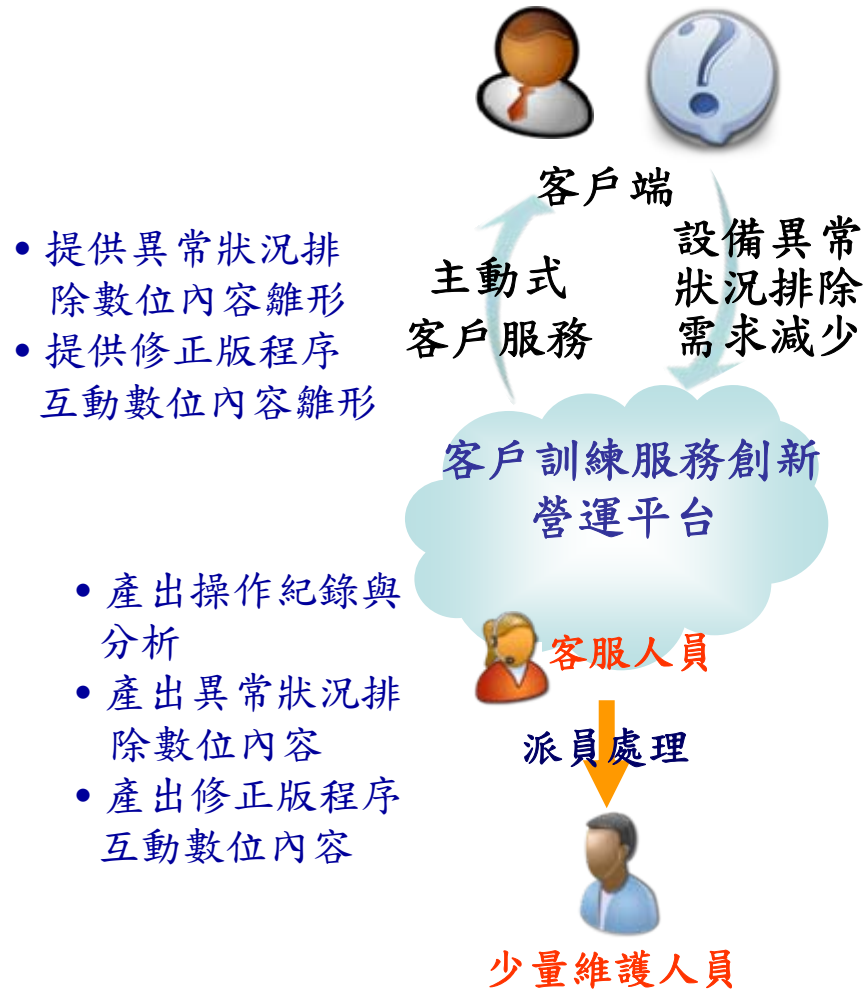 客戶端
• 提供異常狀況排
除數位內容雛形
• 提供修正版程序
互動數位內容雛形
主動式
客戶服務
設備異常
狀況排除
需求減少
客戶訓練服務創新
營運平台
• 產出操作紀錄與
分析
• 產出異常狀況排
除數位內容
• 產出修正版程序
互動數位內容
客服人員
派員處理
少量維護人員